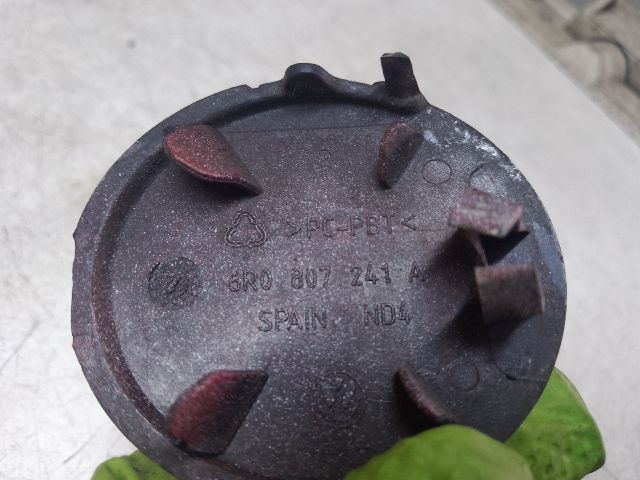 >PC-PBT<
6R0 807 241 A
SPAIN ND4